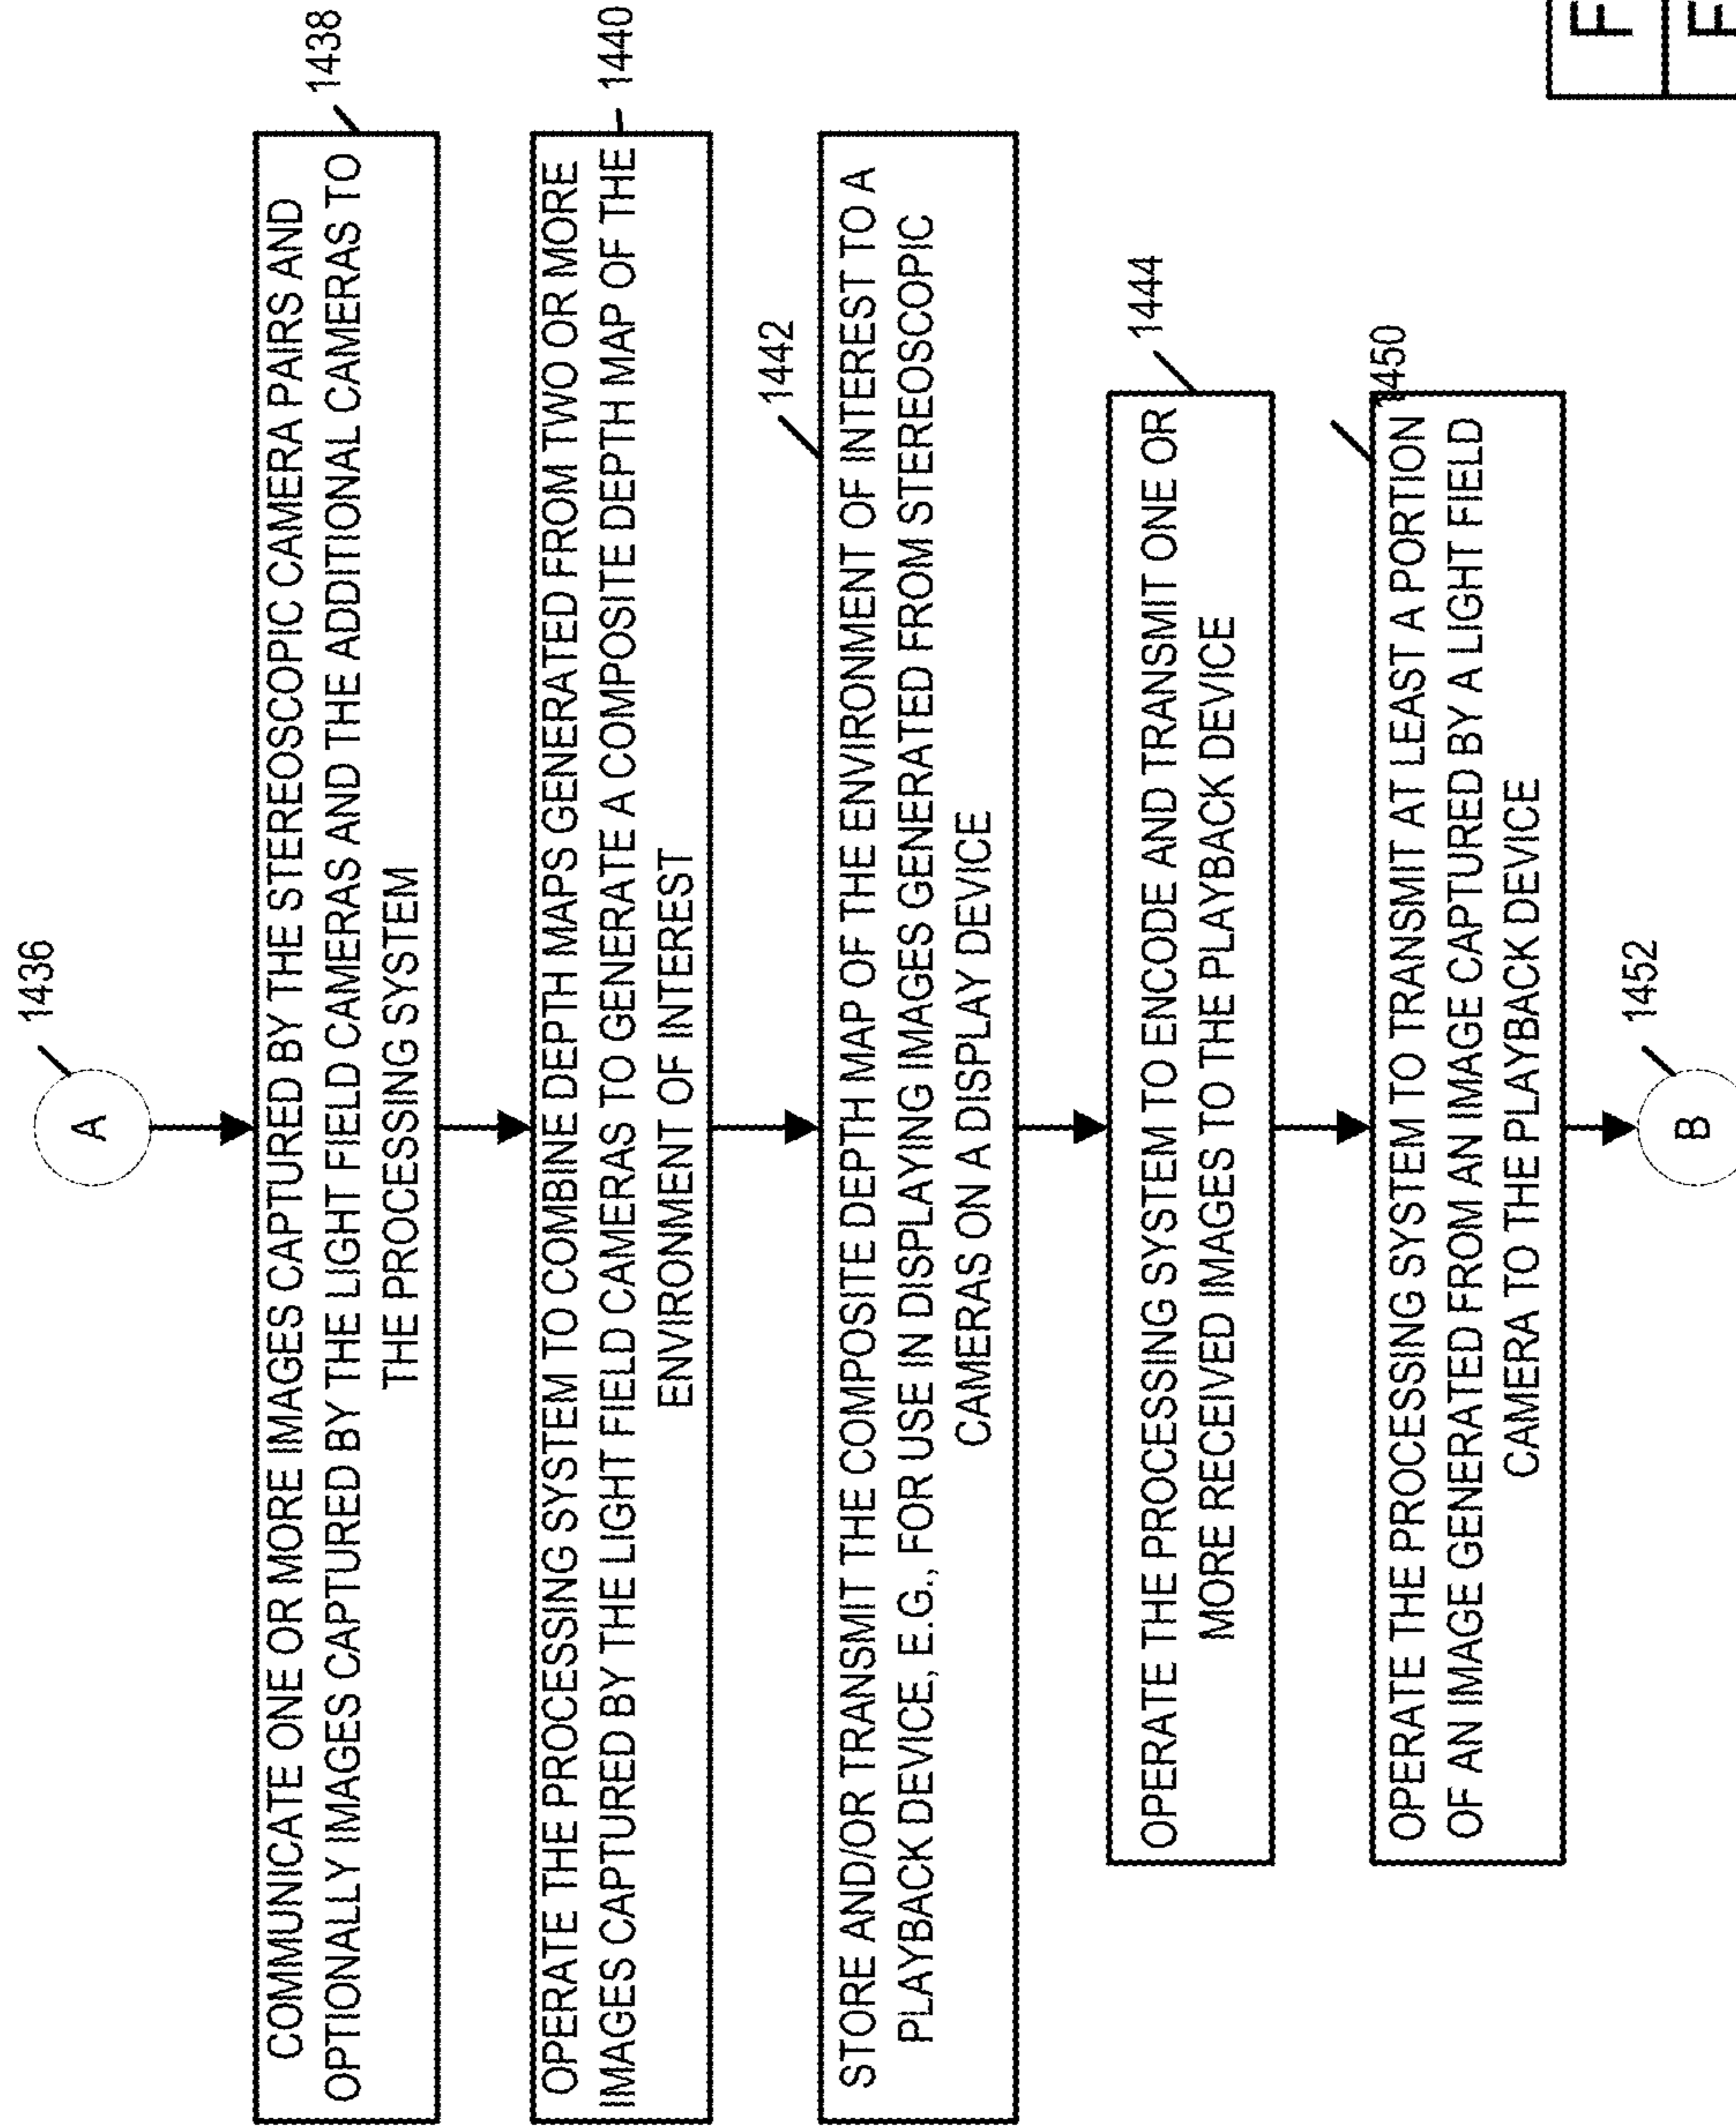 1436
A
COMMUNICATE ONE OR MORE IMAGES CAPTURED BY THE STEREOSCOPIC CAMERA PAIRS AND
OPTIONALLY IMAGES CAPTURED BY THE LIGHT FIELD CAMERAS AND THE ADDITIONAL CAMERAS TO
THE PROCESSING SYSTEM
1438
OPERATE THE PROCESSING SYSTEM TO COMBINE DEPTH MAPS GENERATED FROM TWO OR MORE
IMAGES CAPTURED BY THE LIGHT FIELD CAMERAS TO GENERATE A COMPOSITE DEPTH MAP OF THE
ENVIRONMENT OF INTEREST
1440
1442
STORE AND/OR TRANSMIT THE COMPOSITE DEPTH MAP OF THE ENVIRONMENT OF INTEREST TO A
PLAYBACK DEVICE, E.G., FOR USE IN DISPLAYING IMAGES GENERATED FROM STEREOSCOPIC
CAMERAS ON A DISPLAY DEVICE
1444
OPERATE THE PROCESSING SYSTEM TO ENCODE AND TRANSMIT ONE OR
MORE RECEIVED IMAGES TO THE PLAYBACK DEVICE
1450
OPERATE THE PROCESSING SYSTEM TO TRANSMIT AT LEAST A PORTION
OF AN IMAGE GENERATED FROM AN IMAGE CAPTURED BY A LIGHT FIELD
CAMERA TO THE PLAYBACK DEVICE
1452
B